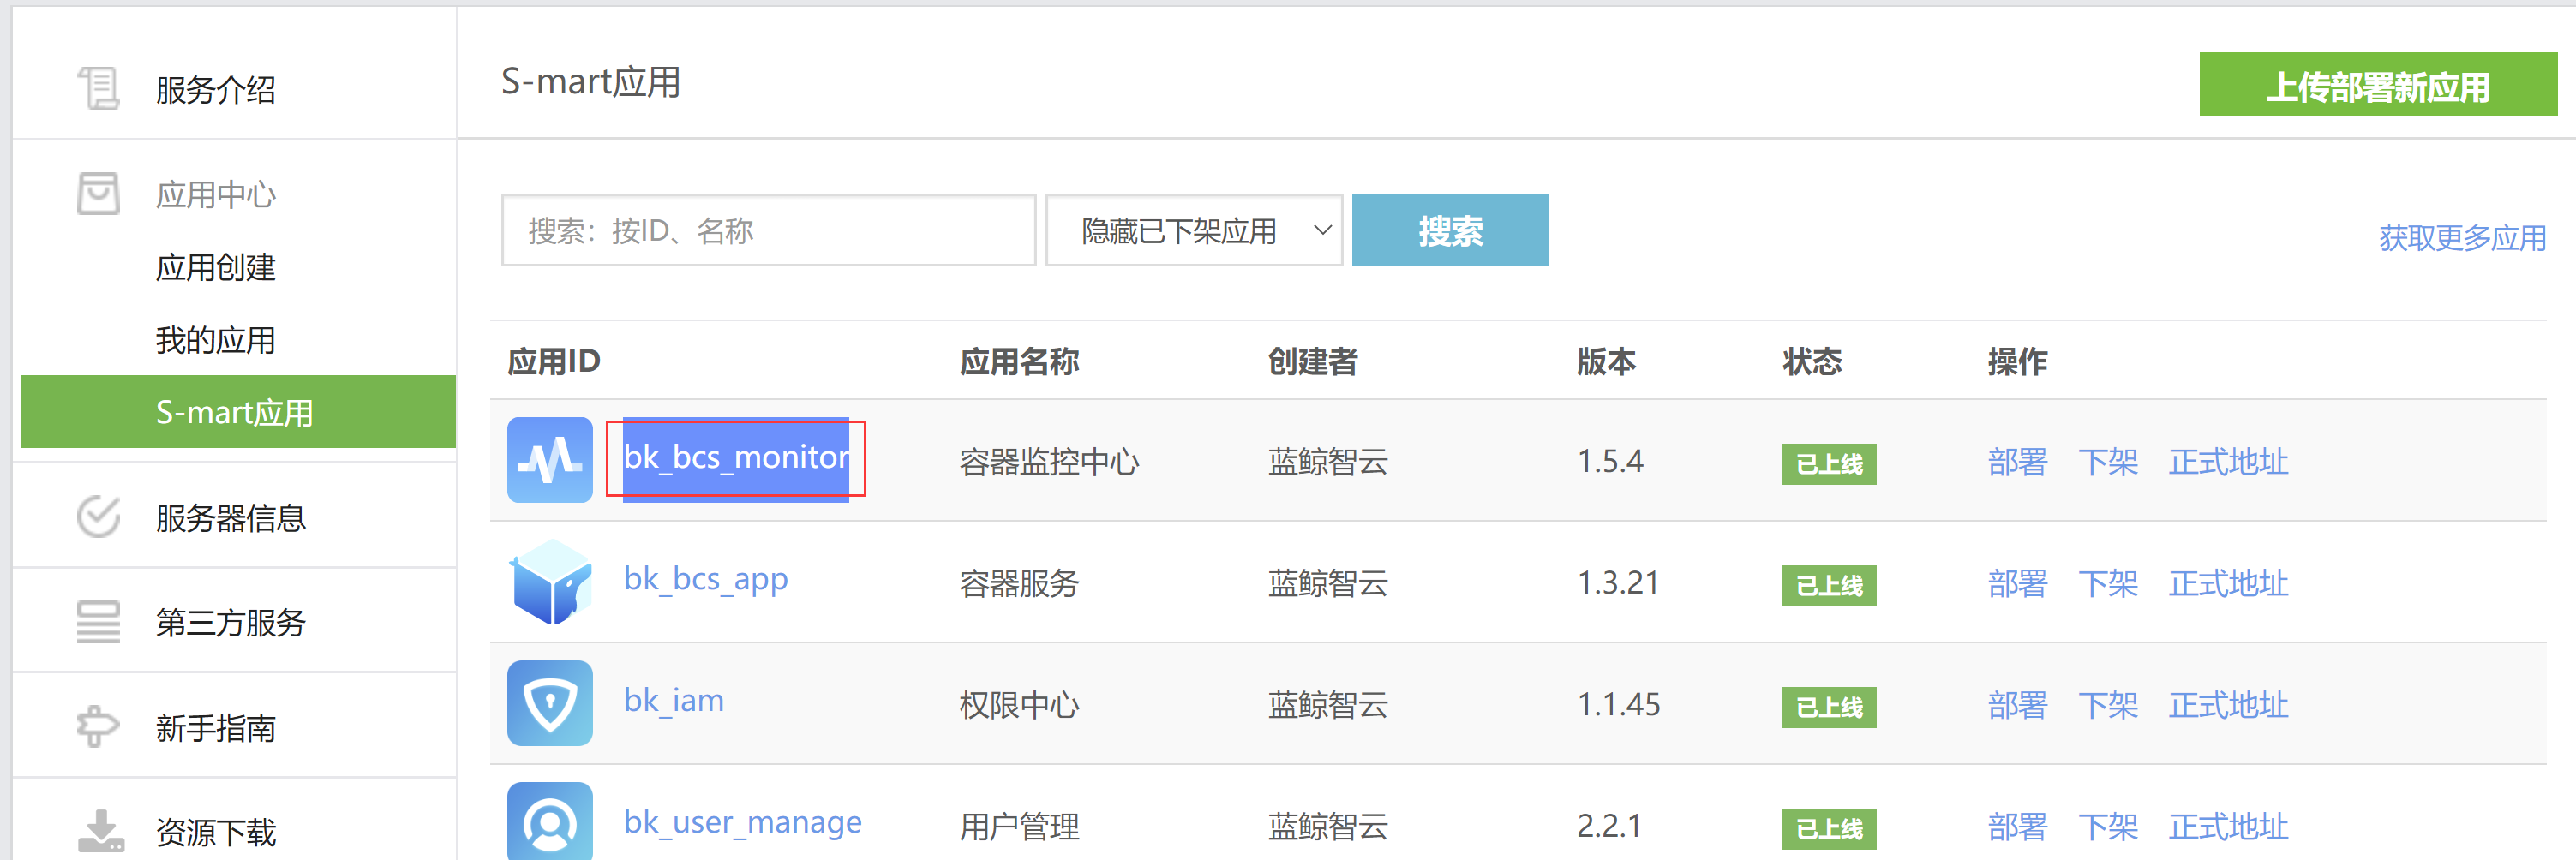 服务介绍
应用中心
应用创建
我的应用
S-mart应用
服务器信息
第三方服务
新手指南
资源下载
S-mart应用
上传部署新应用
搜索：按ID、名称
隐藏已下架应用
搜索
获取更多应用
应用ID 应用名称 创建者 版本 状态 操作
bk_bcs_monitor 容器监控中心 蓝鲸智云 1.5.4 已上线 部署 下架 正式地址
bk_bcs_app 容器服务 蓝鲸智云 1.3.21 已上线 部署 下架 正式地址
bk_iam 权限中心 蓝鲸智云 1.1.45 已上线 部署 下架 正式地址
bk_user_manage 用户管理 蓝鲸智云 2.2.1 已上线 部署 下架 正式地址